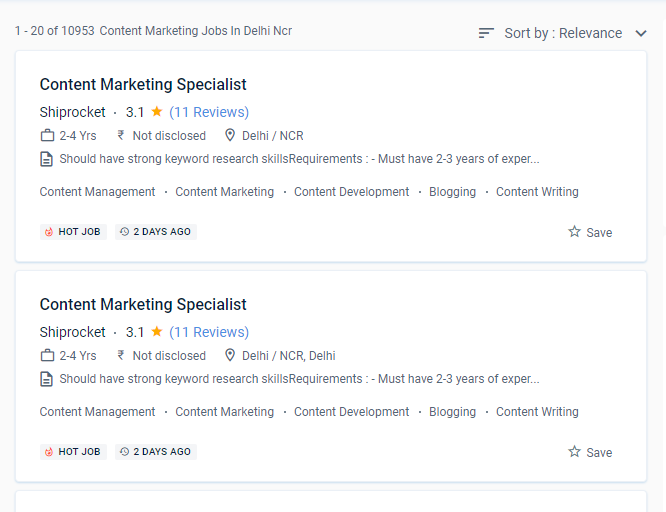 1 - 20 of 10953 Content Marketing Jobs In Delhi Ncr
Sort by : Relevance
Content Marketing Specialist
Shiprocket · 3.1 ★ (11 Reviews)
2-4 Yrs ₹ Not disclosed Delhi / NCR
Should have strong keyword research skillsRequirements : - Must have 2-3 years of exper...
Content Management · Content Marketing · Content Development · Blogging · Content Writing
HOT JOB 2 DAYS AGO Save
Content Marketing Specialist
Shiprocket · 3.1 ★ (11 Reviews)
2-4 Yrs ₹ Not disclosed Delhi / NCR, Delhi
Should have strong keyword research skillsRequirements : - Must have 2-3 years of exper...
Content Management · Content Marketing · Content Development · Blogging · Content Writing
HOT JOB 2 DAYS AGO Save